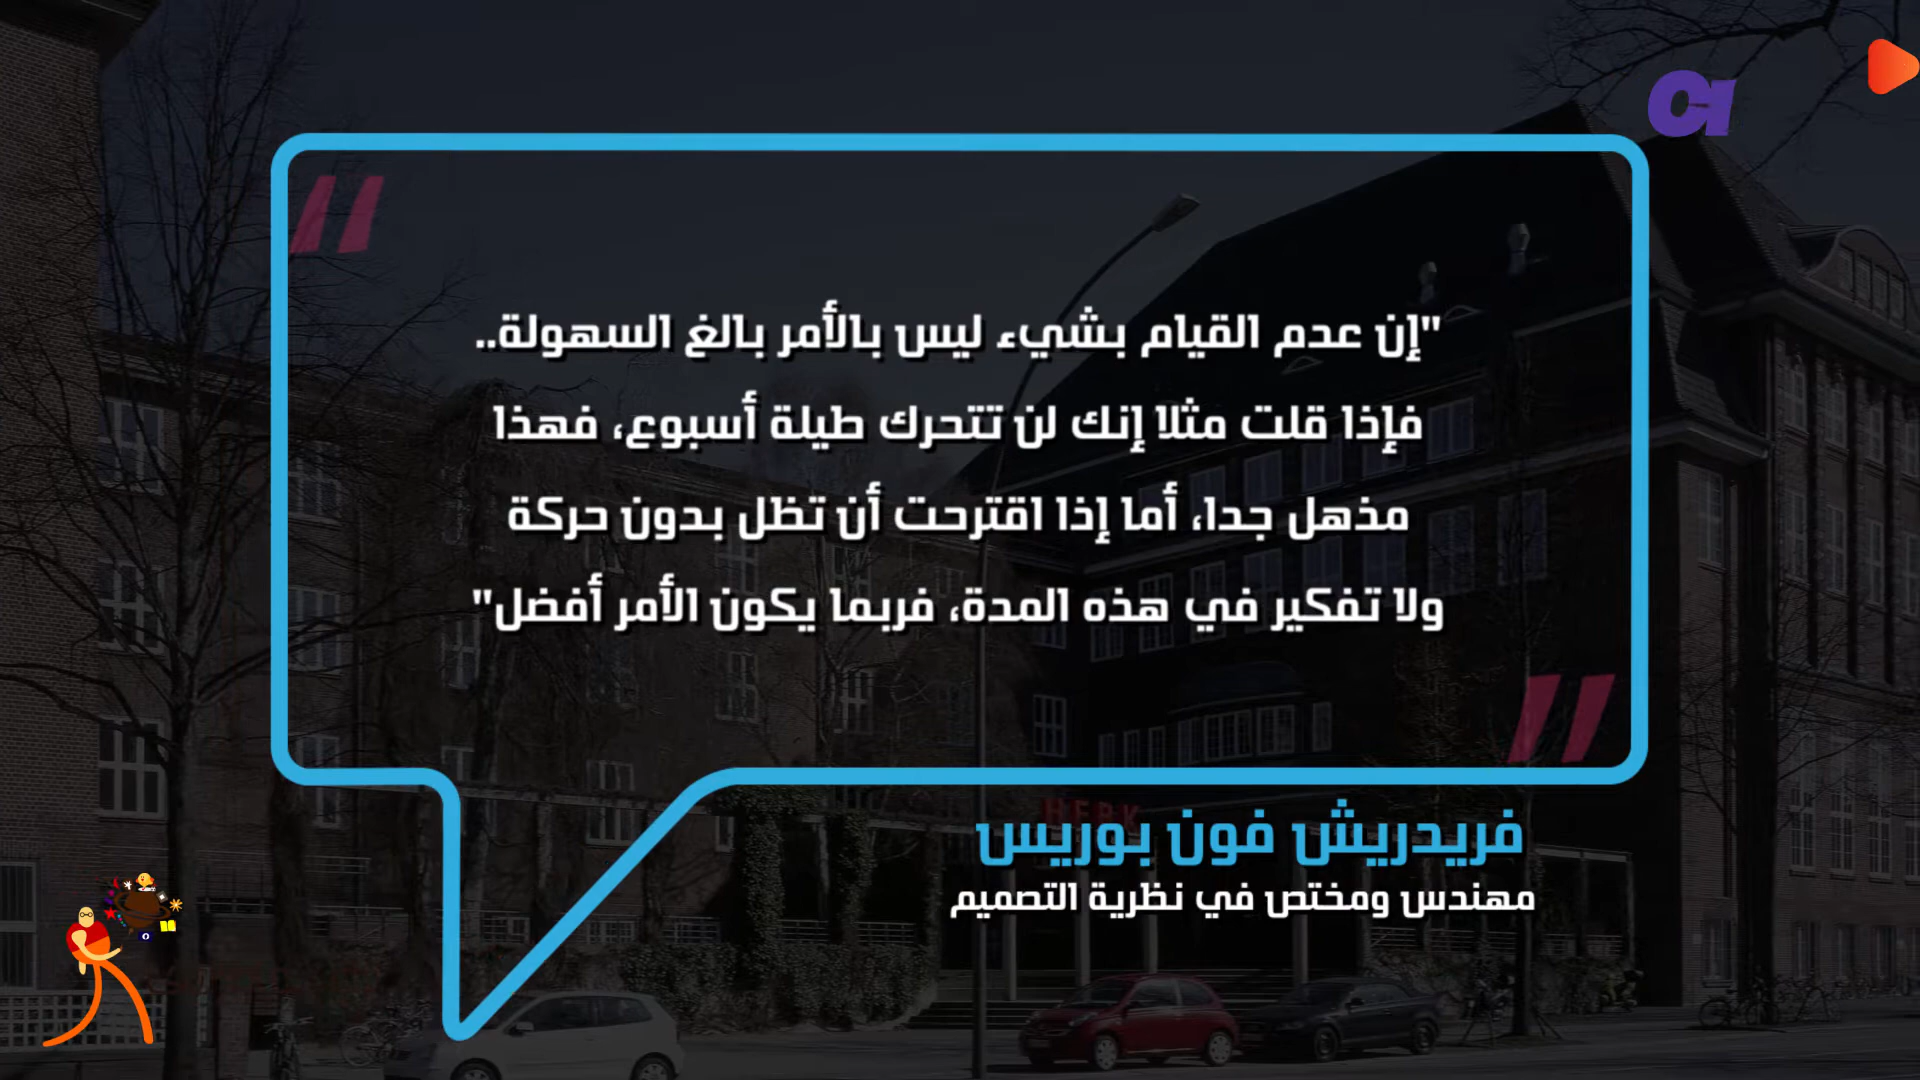 "إن عدم القيام بشيء ليس بالأمر بالغ السهولة..
فإذا قلت مثلا إنك لن تتحرك طيلة أسبوع، فهذا
مذهل جدا، أما إذا اقترحت أن تظل بدون حركة
ولا تفكير في هذه المدة، فربما يكون الأمر أفضل"
فريدريش فون بوريس
مهندس ومختص في نظرية التصميم